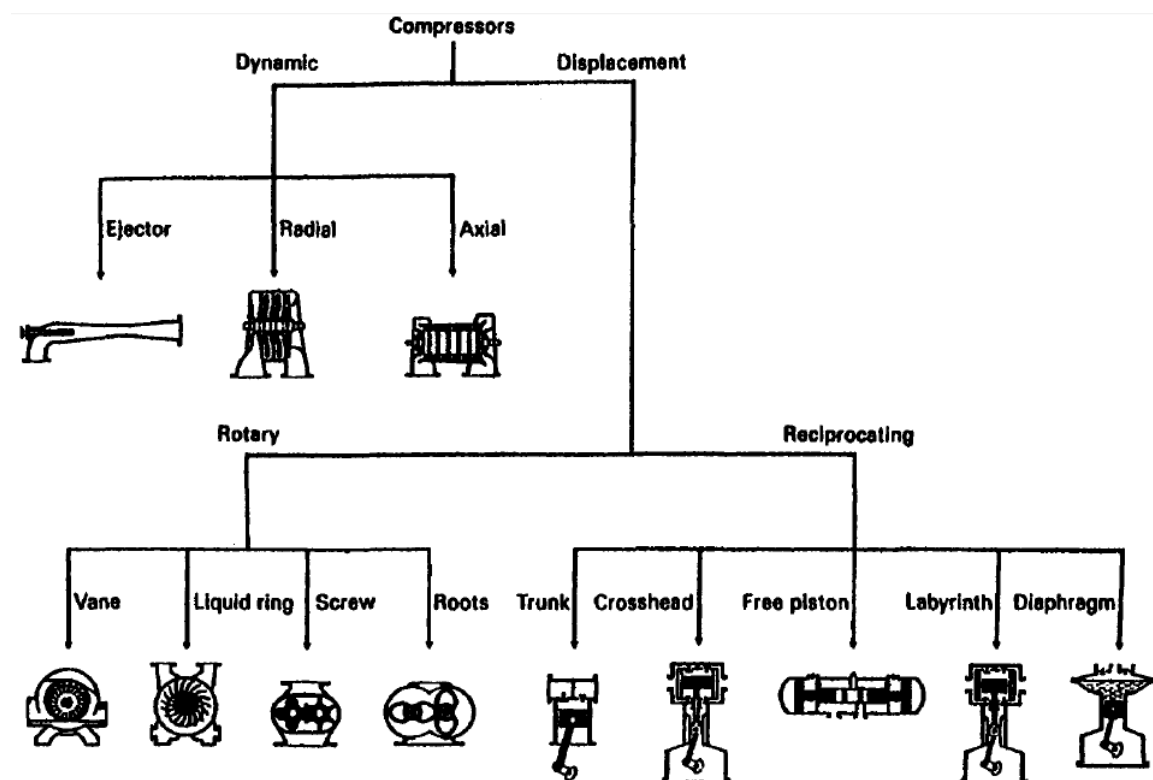 Compressors
Dynamic Displacement
Ejector Radial Axial
Rotary Reciprocating
Vane Liquid ring Screw Roots Trunk Crosshead Free piston Labyrinth Diaphragm